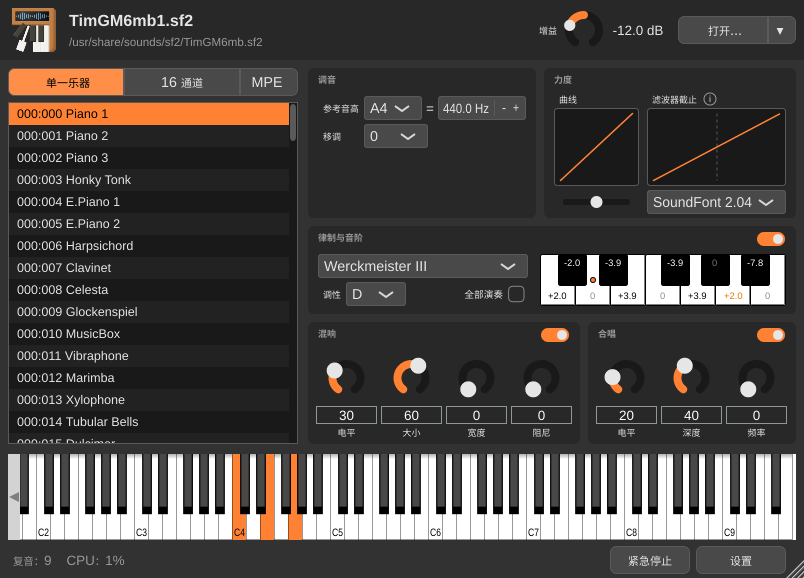 TimGM6mb1.sf2
/usr/share/sounds/sf2/TimGM6mb.sf2
增益
-12.0 dB
打开...
单一乐器
16 通道
MPE
000:000 Piano 1
000:001 Piano 2
000:002 Piano 3
000:003 Honky Tonk
000:004 E.Piano 1
000:005 E.Piano 2
000:006 Harpsichord
000:007 Clavinet
000:008 Celesta
000:009 Glockenspiel
000:010 MusicBox
000:011 Vibraphone
000:012 Marimba
000:013 Xylophone
000:014 Tubular Bells
000:015 Dulcimer
调音
参考音高 A4 = 440.0 Hz - +
移调 0
力度
曲线
滤波器截止
SoundFont 2.04
律制与音阶
Werckmeister III
调性 D 全部演奏
-2.0 -3.9 -3.9 0 -7.8
+2.0 0 +3.9 0 +3.9 +2.0 0
混响
30 60 0 0
电平 大小 宽度 阻尼
合唱
20 40 0
电平 深度 频率
C2 C3 C4 C5 C6 C7 C8 C9
复音: 9 CPU: 1%
紧急停止
设置